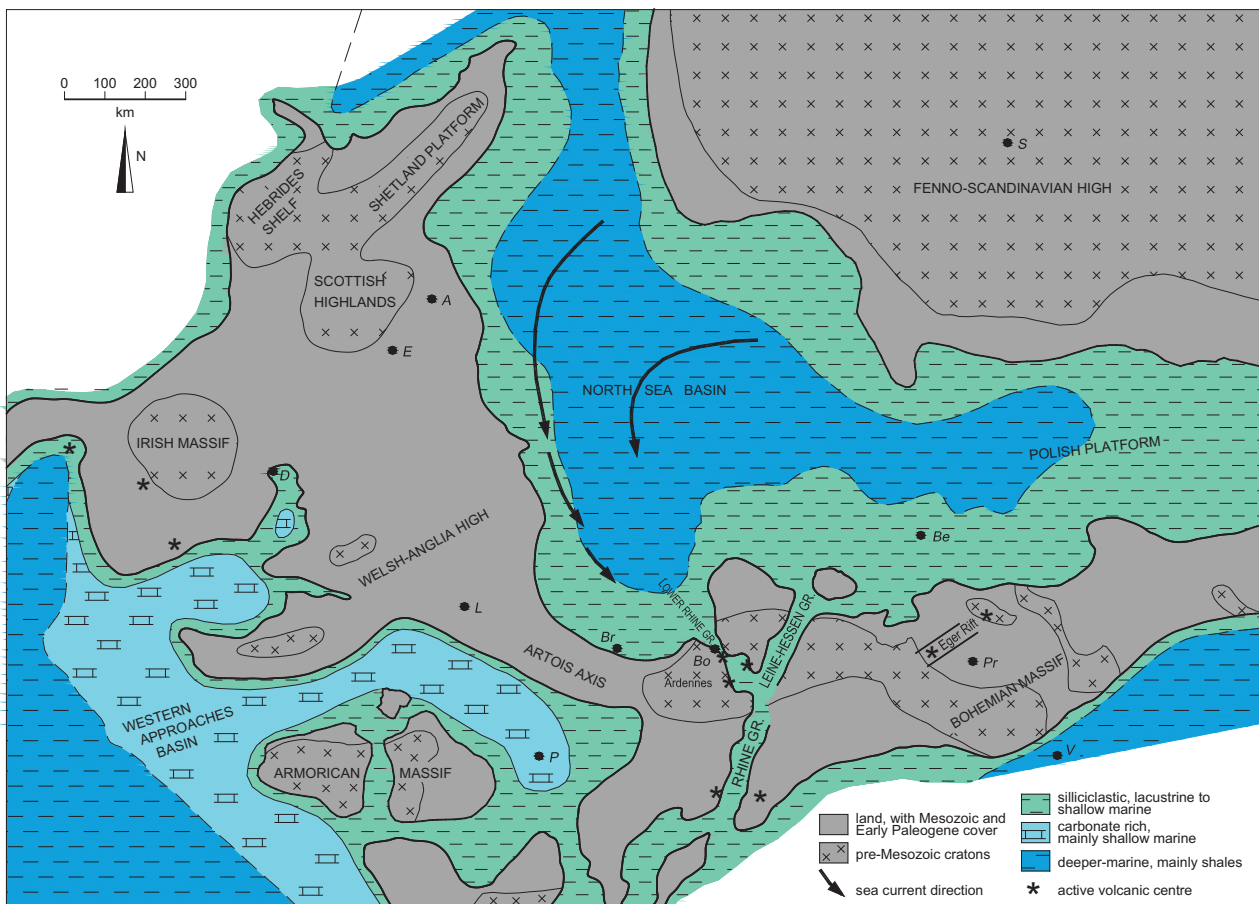 0 100 200 300
km
N
HEBRIDES
SHELF
SHETLAND PLATFORM
S
FENNO-SCANDINAVIAN HIGH
SCOTTISH
HIGHLANDS
A
E
NORTH SEA BASIN
IRISH MASSIF
D
POLISH PLATFORM
WELSH-ANGLIA HIGH
Be
L
LOWER RHINE GR.
LEINE-HESSEN GR.
Br
Bo
Eger Rift
Pr
ARTOIS AXIS
Ardennes
BOHEMIAN MASSIF
WESTERN
APPROACHES
BASIN
RHINE GR.
P
V
ARMORICAN
MASSIF
land, with Mesozoic and
Early Paleogene cover
pre-Mesozoic cratons
sea current direction
silliciclastic, lacustrine to
shallow marine
carbonate rich,
mainly shallow marine
deeper-marine, mainly shales
active volcanic centre